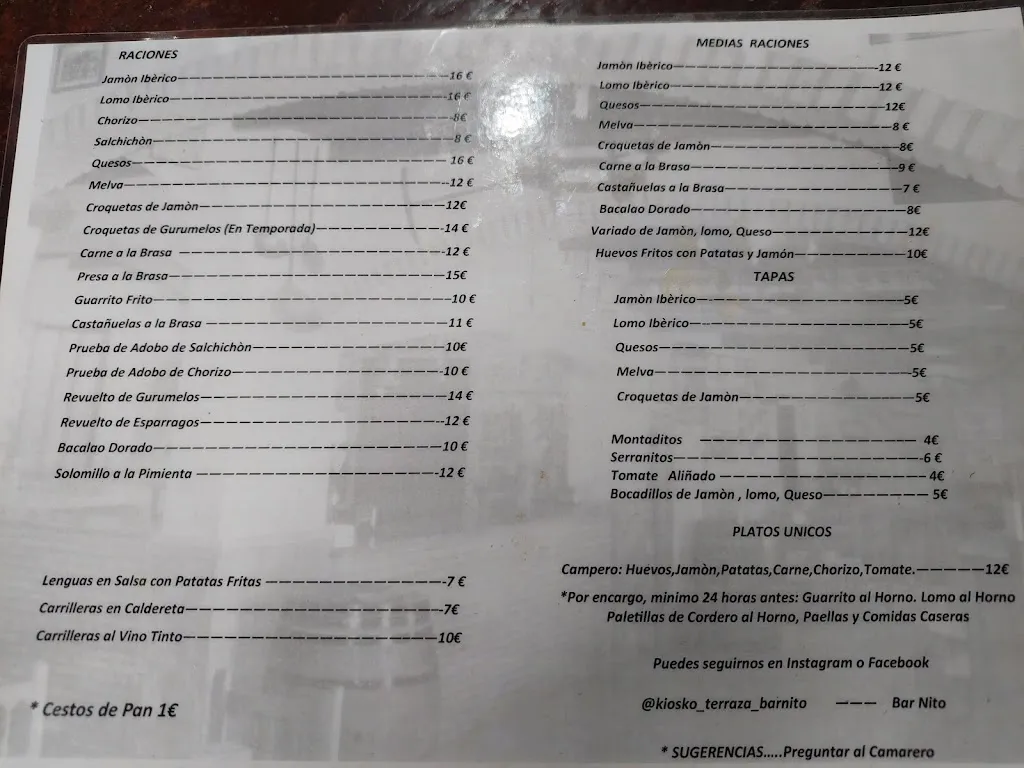 RACIONES
Jamòn Ibèrico 16 €
Lomo Ibèrico 16 €
Chorizo 8€
Salchichòn 8 €
Quesos 16 €
Melva 12 €
Croquetas de Jamòn 12€
Croquetas de Gurumelos (En Temporada) 14 €
Carne a la Brasa 12 €
Presa a la Brasa 15€
Guarrito Frito 10 €
Castañuelas a la Brasa 11 €
Prueba de Adobo de Salchichòn 10€
Prueba de Adobo de Chorizo 10 €
Revuelto de Gurumelos 14 €
Revuelto de Esparragos 12 €
Bacalao Dorado 10 €
Solomillo a la Pimienta 12 €
Lenguas en Salsa con Patatas Fritas 7 €
Carrilleras en Caldereta 7€
Carrilleras al Vino Tinto 10€
* Cestos de Pan 1€
MEDIAS RACIONES
Jamòn Ibèrico 12 €
Lomo Ibèrico 12 €
Quesos 12€
Melva 8 €
Croquetas de Jamòn 8€
Carne a la Brasa 9 €
Castañuelas a la Brasa 7 €
Bacalao Dorado 8€
Variado de Jamòn, lomo, Queso 12€
Huevos Fritos con Patatas y Jamón 10€
TAPAS
Jamòn Ibèrico 5€
Lomo Ibèrico 5€
Quesos 5€
Melva 5€
Croquetas de Jamòn 5€
Montaditos 4€
Serranitos 6 €
Tomate Aliñado 4€
Bocadillos de Jamòn , lomo, Queso 5€
PLATOS UNICOS
Campero: Huevos,Jamòn,Patatas,Carne,Chorizo,Tomate. 12€
*Por encargo, minimo 24 horas antes: Guarrito al Horno. Lomo al Horno
Paletillas de Cordero al Horno, Paellas y Comidas Caseras
Puedes seguirnos en Instagram o Facebook
@kiosko_terraza_barnito ——— Bar Nito
* SUGERENCIAS.....Preguntar al Camarero